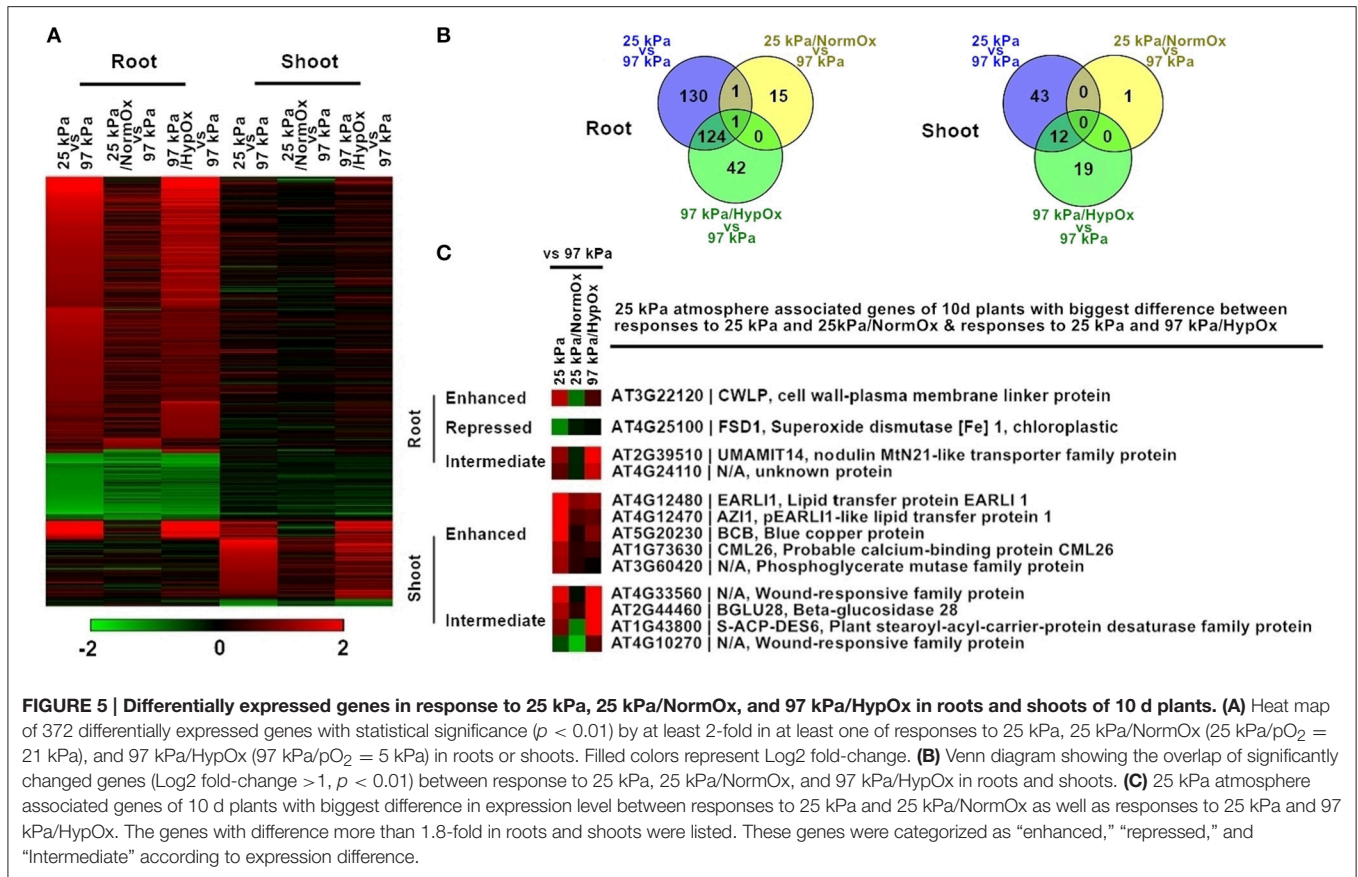 A
Root
Shoot
25 kPa
vs
97 kPa
25 kPa
/NormOx
vs
97 kPa
97 kPa
/HypOx
vs
97 kPa
25 kPa
vs
97 kPa
25 kPa
/NormOx
vs
97 kPa
97 kPa
/HypOx
vs
97 kPa
-2
0
2
B
25 kPa
vs
97 kPa
25 kPa/NormOx
vs
97 kPa
130
1
15
1
124
0
42
Root
97 kPa/HypOx
vs
97 kPa
25 kPa
vs
97 kPa
25 kPa/NormOx
vs
97 kPa
43
0
1
0
12
0
19
Shoot
97 kPa/HypOx
vs
97 kPa
C
vs 97 kPa
25 kPa
25 kPa/NormOx
97 kPa/HypOx
25 kPa atmosphere associated genes of 10d plants with biggest difference between
responses to 25 kPa and 25kPa/NormOx & responses to 25 kPa and 97 kPa/HypOx
Root
Enhanced
AT3G22120 | CWLP, cell wall-plasma membrane linker protein
Repressed
AT4G25100 | FSD1, Superoxide dismutase [Fe] 1, chloroplastic
Intermediate
AT2G39510 | UMAMIT14, nodulin MtN21-like transporter family protein
AT4G24110 | N/A, unknown protein
Shoot
Enhanced
AT4G12480 | EARLI1, Lipid transfer protein EARLI 1
AT4G12470 | AZI1, pEARLI1-like lipid transfer protein 1
AT5G20230 | BCB, Blue copper protein
AT1G73630 | CML26, Probable calcium-binding protein CML26
AT3G60420 | N/A, Phosphoglycerate mutase family protein
Intermediate
AT4G33560 | N/A, Wound-responsive family protein
AT2G44460 | BGLU28, Beta-glucosidase 28
AT1G43800 | S-ACP-DES6, Plant stearoyl-acyl-carrier-protein desaturase family protein
AT4G10270 | N/A, Wound-responsive family protein
FIGURE 5 | Differentially expressed genes in response to 25 kPa, 25 kPa/NormOx, and 97 kPa/HypOx in roots and shoots of 10 d plants. (A) Heat map
of 372 differentially expressed genes with statistical significance (p < 0.01) by at least 2-fold in at least one of responses to 25 kPa, 25 kPa/NormOx (25 kPa/pO₂ =
21 kPa), and 97 kPa/HypOx (97 kPa/pO₂ = 5 kPa) in roots or shoots. Filled colors represent Log2 fold-change. (B) Venn diagram showing the overlap of significantly
changed genes (Log2 fold-change >1, p < 0.01) between response to 25 kPa, 25 kPa/NormOx, and 97 kPa/HypOx in roots and shoots. (C) 25 kPa atmosphere
associated genes of 10 d plants with biggest difference in expression level between responses to 25 kPa and 25 kPa/NormOx as well as responses to 25 kPa and 97
kPa/HypOx. The genes with difference more than 1.8-fold in roots and shoots were listed. These genes were categorized as “enhanced,” “repressed,” and
“Intermediate” according to expression difference.